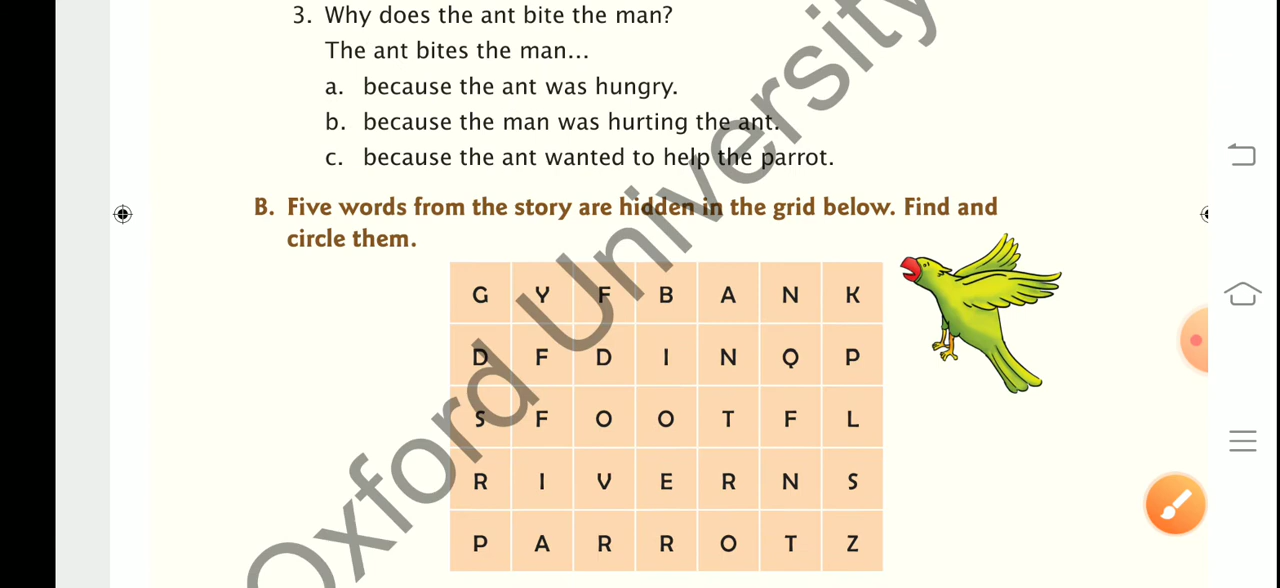 3. Why does the ant bite the man?
The ant bites the man...
a. because the ant was hungry.
b. because the man was hurting the ant.
c. because the ant wanted to help the parrot.
B. Five words from the story are hidden in the grid below. Find and
circle them.
G Y F B A N K
D F D I N Q P
S F O O T F L
R I V E R N S
P A R R O T Z
Oxford University